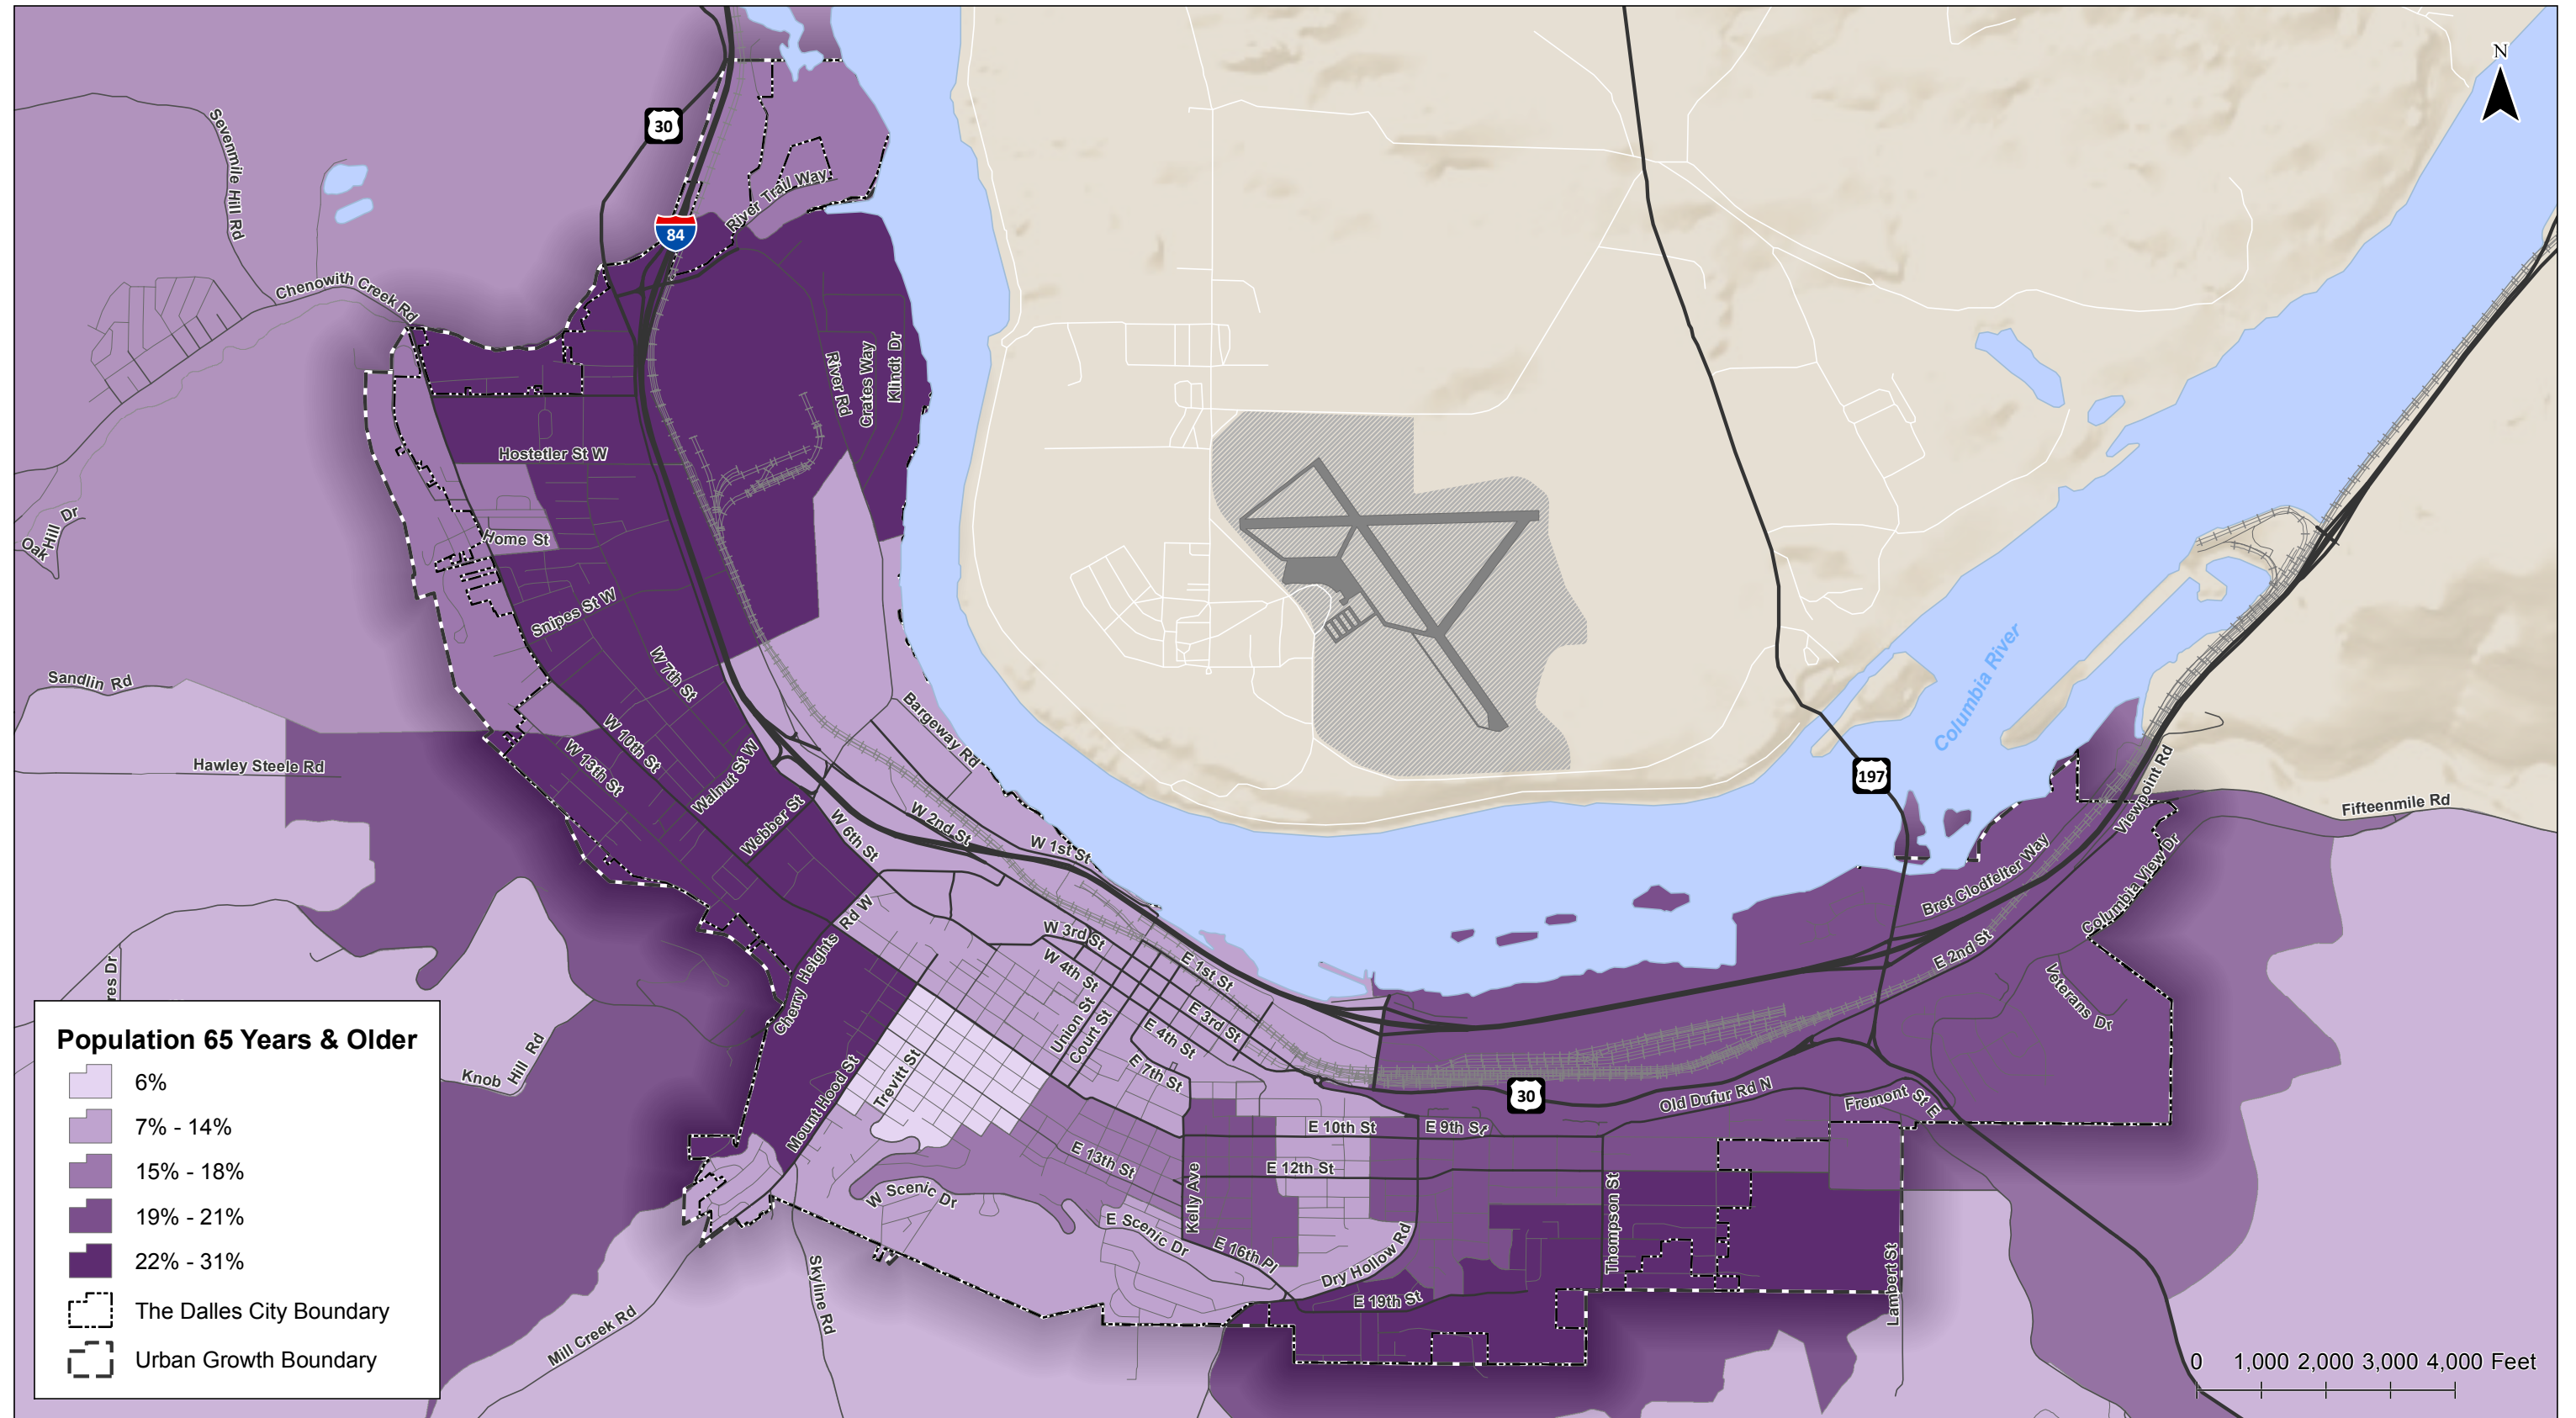 N
30
Sevenmile Hill Rd
River Trail Way
84
Chenowith Creek Rd
River Rd
Crates Way
Klindt Dr
Hostetler St W
Oak Hill Dr
Home St
Snipes St W
Columbia River
W 7th St
Sandlin Rd
Bargeway Rd
W 10th St
W 13th St
Hawley Steele Rd
Walnut St W
197
Viewpoint Rd
Fifteenmile Rd
Webber St
W 6th St
W 2nd St
W 1st St
Bret Clodfelter Way
Columbia View Dr
Cherry Heights Rd W
W 3rd St
E 1st St
E 2nd St
W 4th St
res Dr
Veterans Dr
Union St
Court St
E 3rd St
E 4th St
Knob Hill Rd
Trevitt St
E 7th St
Mount Hood St
30
Old Dufur Rd N
Fremont St E
E 10th St
E 9th St
E 13th St
E 12th St
W Scenic Dr
Kelly Ave
Thompson St
E Scenic Dr
E 16th Pl
Dry Hollow Rd
Lambert St
E 19th St
Skyline Rd
Mill Creek Rd
Population 65 Years & Older
6%
7% - 14%
15% - 18%
19% - 21%
22% - 31%
The Dalles City Boundary
Urban Growth Boundary
0 1,000 2,000 3,000 4,000 Feet